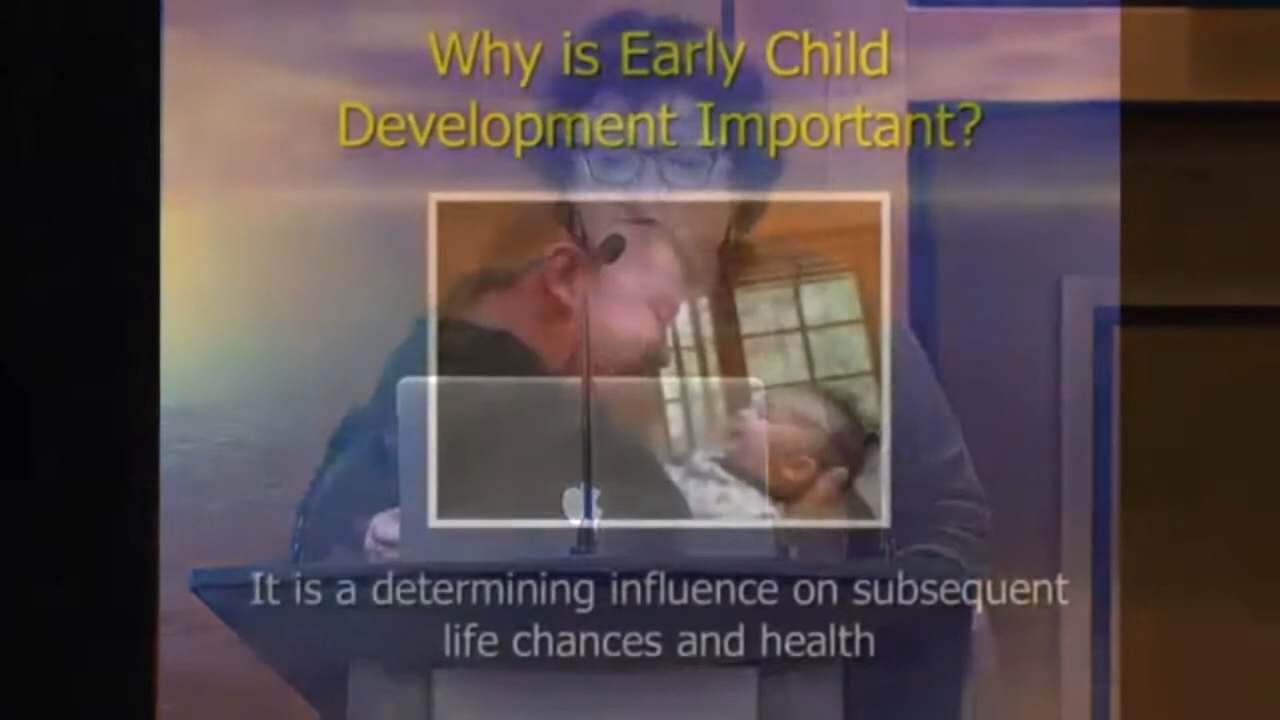 Why is Early Child
Development Important?
It is a determining influence on subsequent
life chances and health